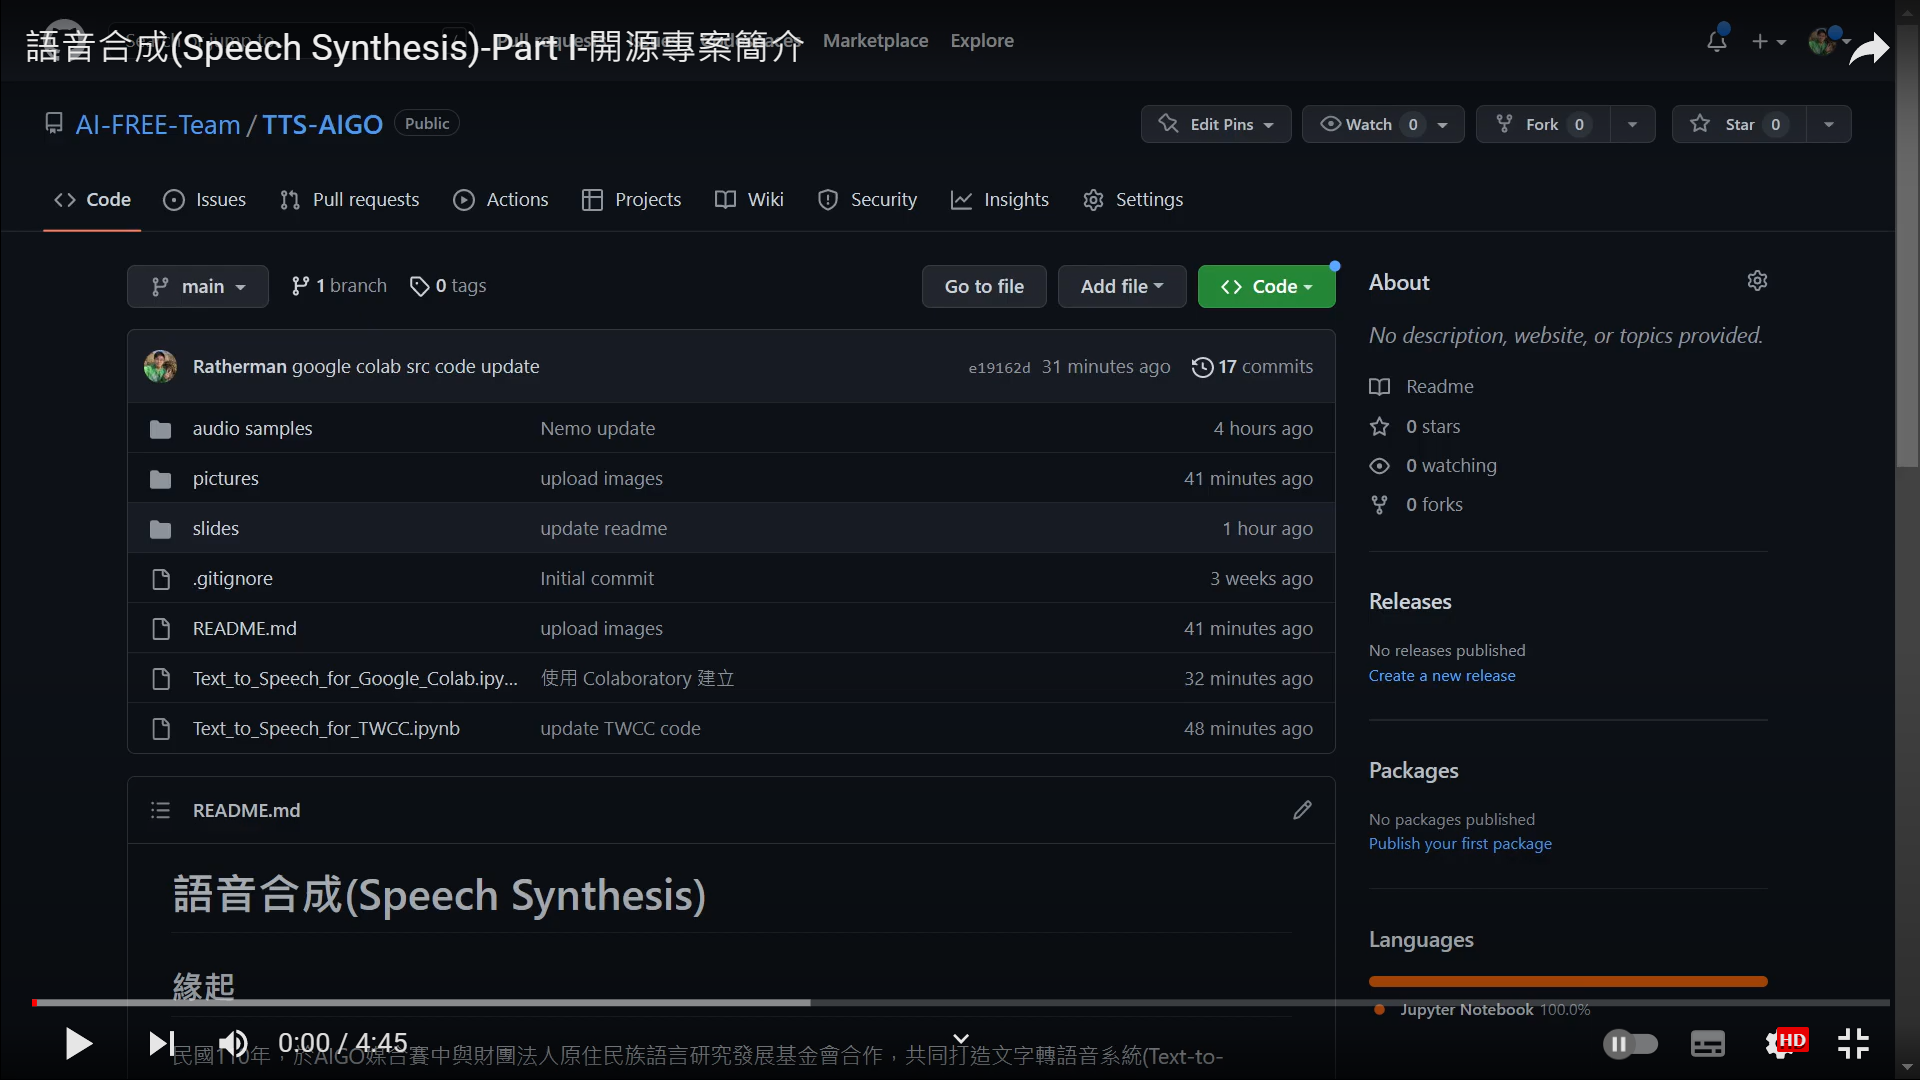 語音合成(Speech Synthesis)-Part I-開源專案簡介
Marketplace Explore
AI-FREE-Team / TTS-AIGO Public
Edit Pins Watch 0 Fork 0 Star 0
Code Issues Pull requests Actions Projects Wiki Security Insights Settings
main 1 branch 0 tags Go to file Add file Code
Ratherman google colab src code update e19162d 31 minutes ago 17 commits
audio samples Nemo update 4 hours ago
pictures upload images 41 minutes ago
slides update readme 1 hour ago
.gitignore Initial commit 3 weeks ago
README.md upload images 41 minutes ago
Text_to_Speech_for_Google_Colab.ipy... 使用 Colaboratory 建立 32 minutes ago
Text_to_Speech_for_TWCC.ipynb update TWCC code 48 minutes ago
README.md
語音合成(Speech Synthesis)
緣起
民國110年，於AIGO媒合賽中與財團法人原住民族語言研究發展基金會合作，共同打造文字轉語音系統(Text-to-
About
No description, website, or topics provided.
Readme
0 stars
0 watching
0 forks
Releases
No releases published
Create a new release
Packages
No packages published
Publish your first package
Languages
Jupyter Notebook 100.0%
0:00 / 4:45
HD